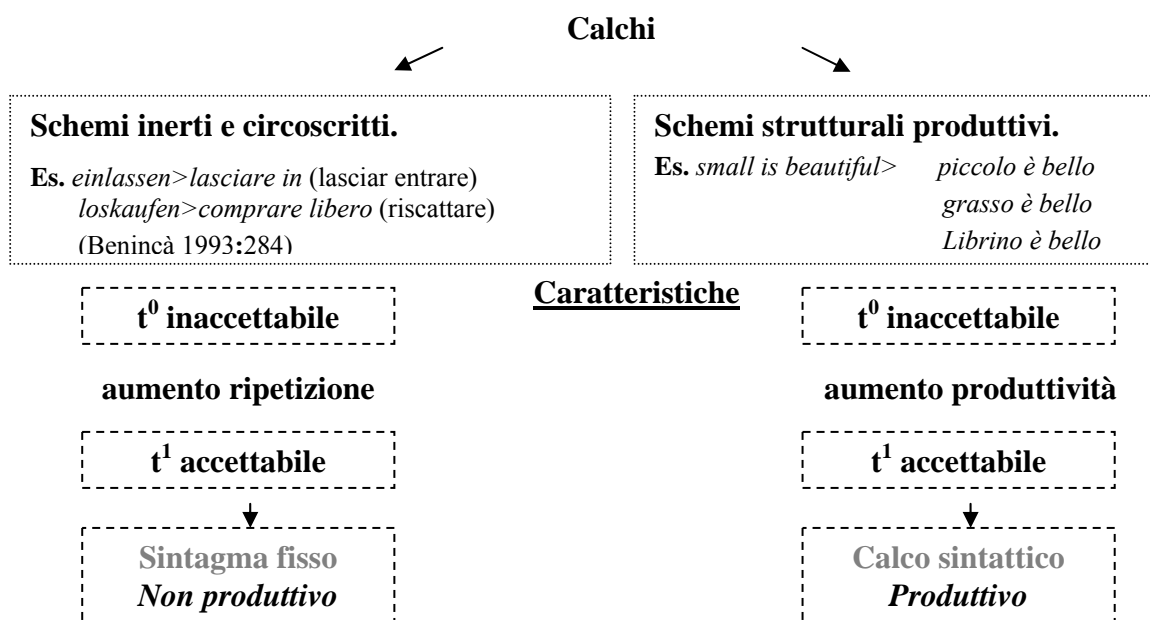 Calchi
Schemi inerti e circoscritti.
Es. einlassen>lasciare in (lasciar entrare)
loskaufen>comprare libero (riscattare)
(Benincà 1993:284)
Schemi strutturali produttivi.
Es. small is beautiful> piccolo è bello
grasso è bello
Librino è bello
Caratteristiche
t⁰ inaccettabile
aumento ripetizione
t¹ accettabile
Sintagma fisso
Non produttivo
t⁰ inaccettabile
aumento produttività
t¹ accettabile
Calco sintattico
Produttivo